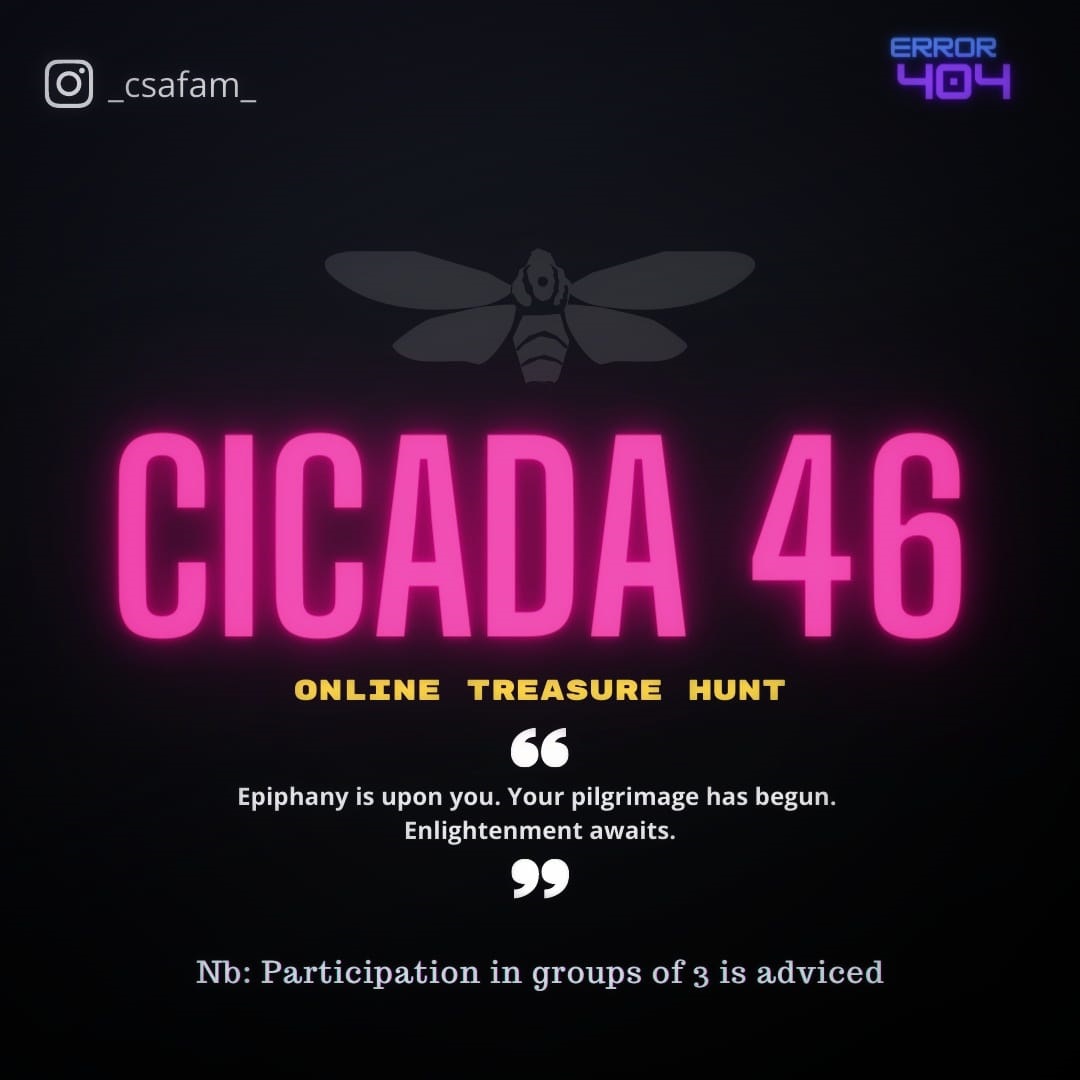 _csafam_
ERROR
404
CICADA 46
ONLINE TREASURE HUNT
“
Epiphany is upon you. Your pilgrimage has begun.
Enlightenment awaits.
”
Nb: Participation in groups of 3 is adviced